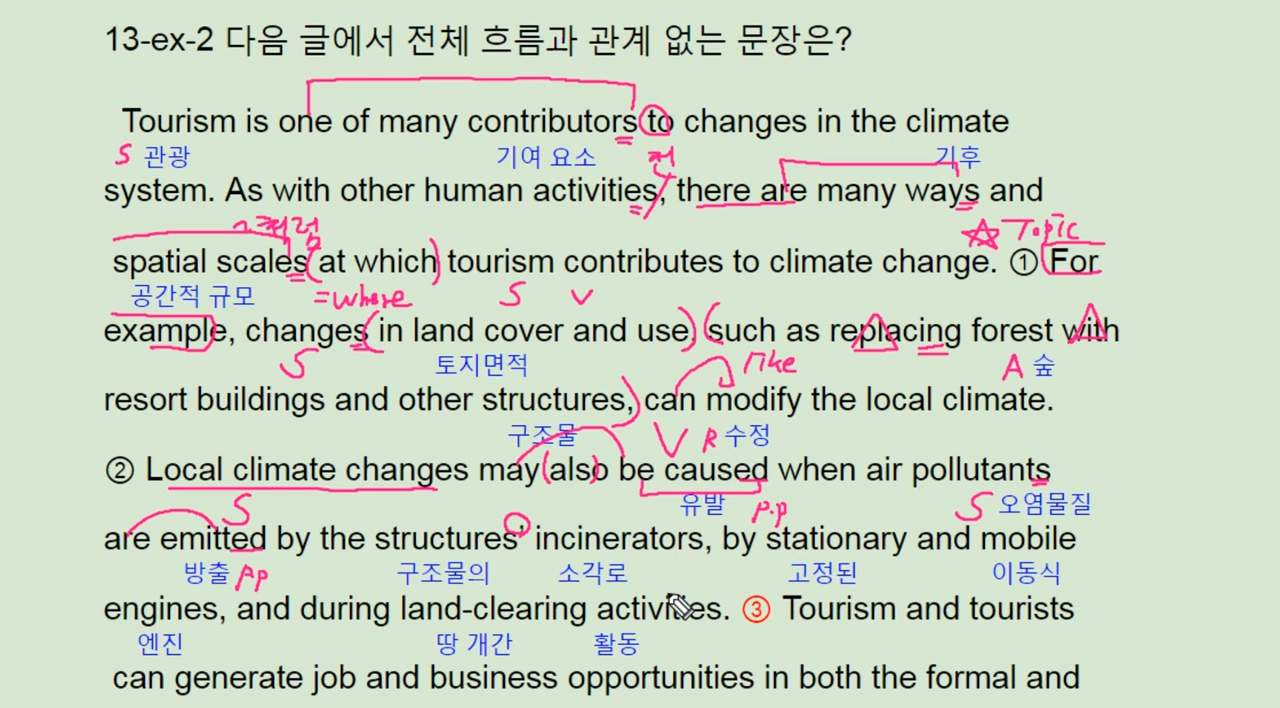 13-ex-2 다음 글에서 전체 흐름과 관계 없는 문장은?
Tourism is one of many contributors to changes in the climate
S 관광 기여 요소 전 기후
system. As with other human activities, there are many ways and
~처럼 ☆ Topic
spatial scales (at which) tourism contributes to climate change. ① For
공간적 규모 =where S V
example, changes (in land cover and use) (such as replacing forest with
S 토지면적 like A 숲
resort buildings and other structures,) can modify the local climate.
구조물 V R 수정
② Local climate changes may (also) be caused when air pollutants
S 유발 p.p S 오염물질
are emitted by the structures' incinerators, by stationary and mobile
방출 pp 구조물의 소각로 고정된 이동식
engines, and during land-clearing activities. ③ Tourism and tourists
엔진 땅 개간 활동
can generate job and business opportunities in both the formal and